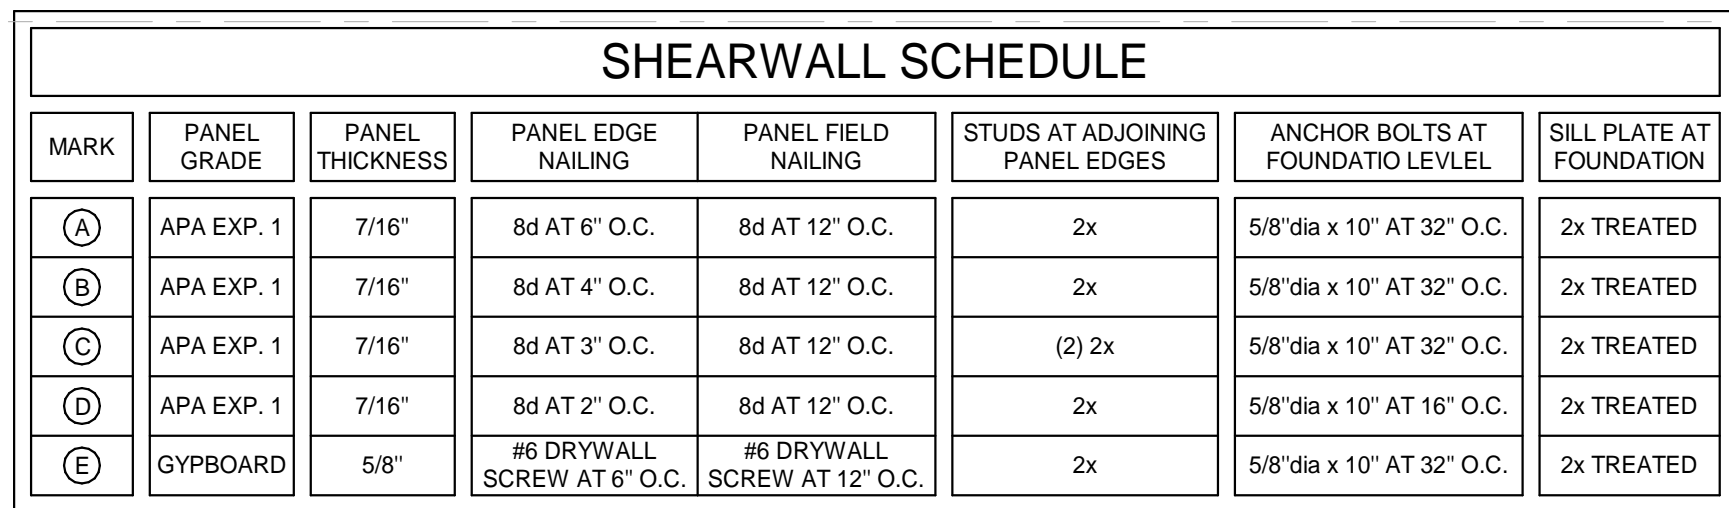 SHEARWALL SCHEDULE
MARK
PANEL
GRADE
PANEL
THICKNESS
PANEL EDGE
NAILING
PANEL FIELD
NAILING
STUDS AT ADJOINING
PANEL EDGES
ANCHOR BOLTS AT
FOUNDATIO LEVLEL
SILL PLATE AT
FOUNDATION
A
APA EXP. 1
7/16"
8d AT 6" O.C.
8d AT 12" O.C.
2x
5/8"dia x 10" AT 32" O.C.
2x TREATED
B
APA EXP. 1
7/16"
8d AT 4" O.C.
8d AT 12" O.C.
2x
5/8"dia x 10" AT 32" O.C.
2x TREATED
C
APA EXP. 1
7/16"
8d AT 3" O.C.
8d AT 12" O.C.
(2) 2x
5/8"dia x 10" AT 32" O.C.
2x TREATED
D
APA EXP. 1
7/16"
8d AT 2" O.C.
8d AT 12" O.C.
2x
5/8"dia x 10" AT 16" O.C.
2x TREATED
E
GYPBOARD
5/8"
#6 DRYWALL
SCREW AT 6" O.C.
#6 DRYWALL
SCREW AT 12" O.C.
2x
5/8"dia x 10" AT 32" O.C.
2x TREATED